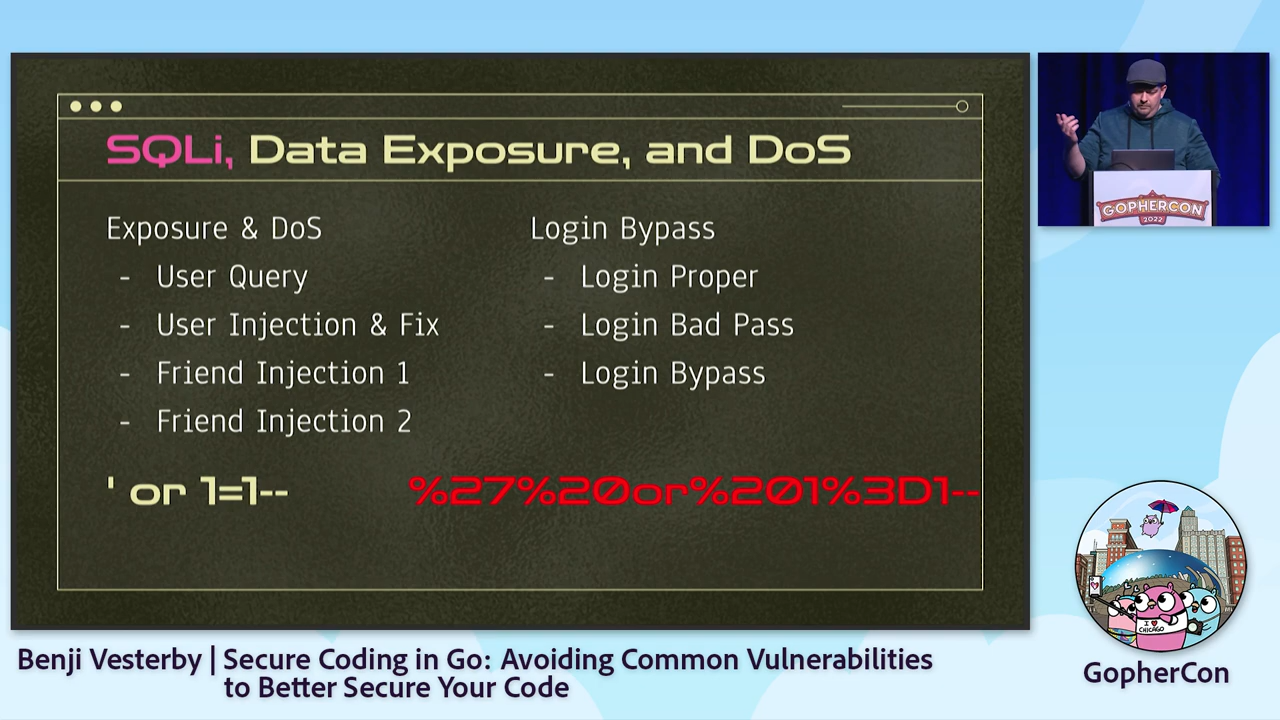 SQLi, Data Exposure, and DoS
Exposure & DoS
- User Query
- User Injection & Fix
- Friend Injection 1
- Friend Injection 2
Login Bypass
- Login Proper
- Login Bad Pass
- Login Bypass
' or 1=1--
%27%20or%201%3D1--
GOPHERCON
2022
I ♥
CHICAGO
Benji Vesterby | Secure Coding in Go: Avoiding Common Vulnerabilities
to Better Secure Your Code
GopherCon